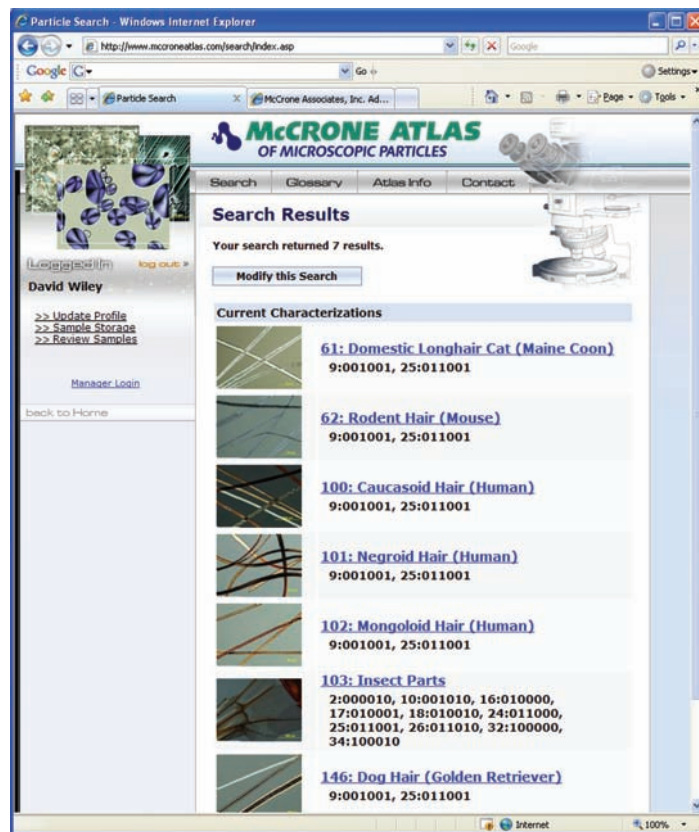 Particle Search - Windows Internet Explorer
http://www.mccroneatlas.com/search/index.asp
Google
Google G
Go
Settings
Particle Search
McCrone Associates, Inc. Ad...
Page
Tools
McCRONE ATLAS
OF MICROSCOPIC PARTICLES
Search Glossary Atlas Info Contact
Logged In log out »
David Wiley
>> Update Profile
>> Sample Storage
>> Review Samples
Manager Login
back to Home
Search Results
Your search returned 7 results.
Modify this Search
Current Characterizations
61: Domestic Longhair Cat (Maine Coon)
9:001001, 25:011001
62: Rodent Hair (Mouse)
9:001001, 25:011001
100: Caucasoid Hair (Human)
9:001001, 25:011001
101: Negroid Hair (Human)
9:001001, 25:011001
102: Mongoloid Hair (Human)
9:001001, 25:011001
103: Insect Parts
2:000010, 10:001010, 16:010000,
17:010001, 18:010010, 24:011000,
25:011001, 26:011010, 32:100000,
34:100010
146: Dog Hair (Golden Retriever)
9:001001, 25:011001
Internet
100%